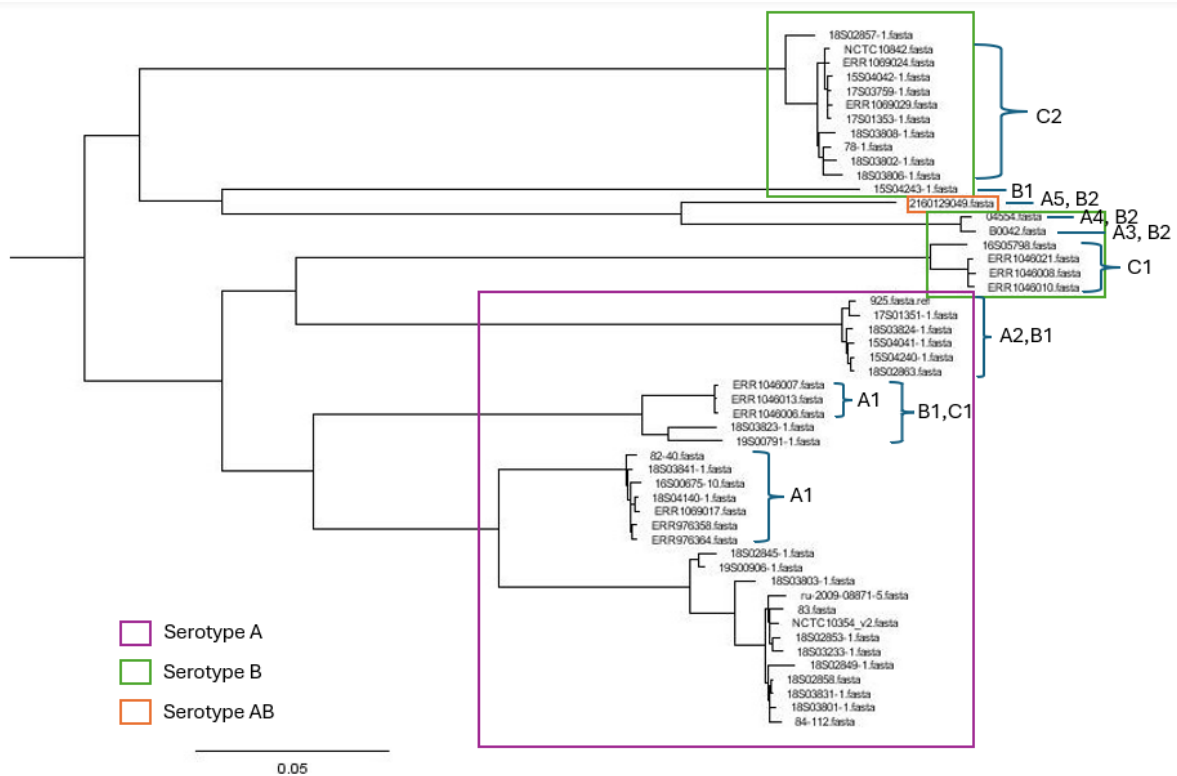 18S02857-1.fasta
NCTC10842.fasta
ERR1069024.fasta
15S04042-1.fasta
17S03759-1.fasta
ERR1069029.fasta
17S01353-1.fasta
18S03808-1.fasta
78-1.fasta
18S03802-1.fasta
18S03806-1.fasta
C2
15S04243-1.fasta B1
2160129049.fasta A5, B2
04554.fasta A4, B2
B0042.fasta A3, B2
16S05798.fasta
ERR1046021.fasta
ERR1046008.fasta
ERR1046010.fasta
C1
925.fasta.ref
17S01351-1.fasta
18S03824-1.fasta
15S04041-1.fasta
15S04240-1.fasta
18S02863.fasta
A2,B1
ERR1046007.fasta
ERR1046013.fasta
ERR1046006.fasta
A1
18S03823-1.fasta
19S00791-1.fasta
B1,C1
82-40.fasta
18S03841-1.fasta
16S00675-10.fasta
18S04140-1.fasta
ERR1069017.fasta
ERR976358.fasta
ERR976364.fasta
A1
18S02845-1.fasta
19S00906-1.fasta
18S03803-1.fasta
ru-2009-08871-5.fasta
83.fasta
NCTC10354_v2.fasta
18S02853-1.fasta
18S03233-1.fasta
18S02849-1.fasta
18S02858.fasta
18S03831-1.fasta
18S03801-1.fasta
84-112.fasta
Serotype A
Serotype B
Serotype AB
0.05